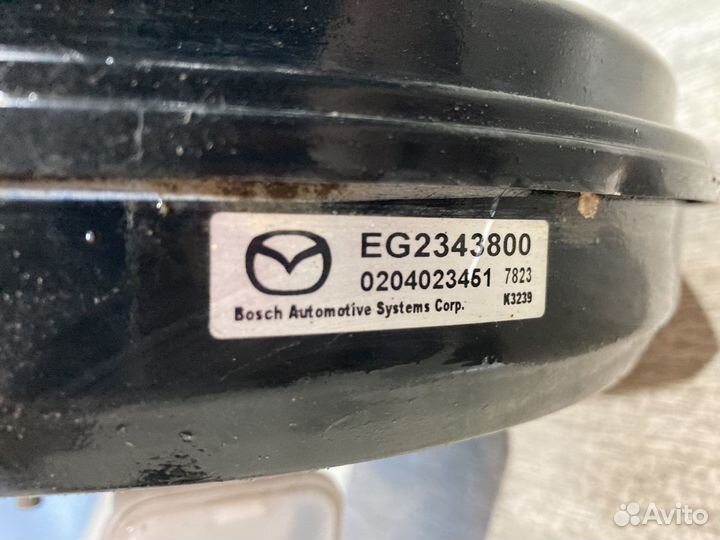 EG2343800
0204023451 7823
Bosch Automotive Systems Corp. K3239
Avito